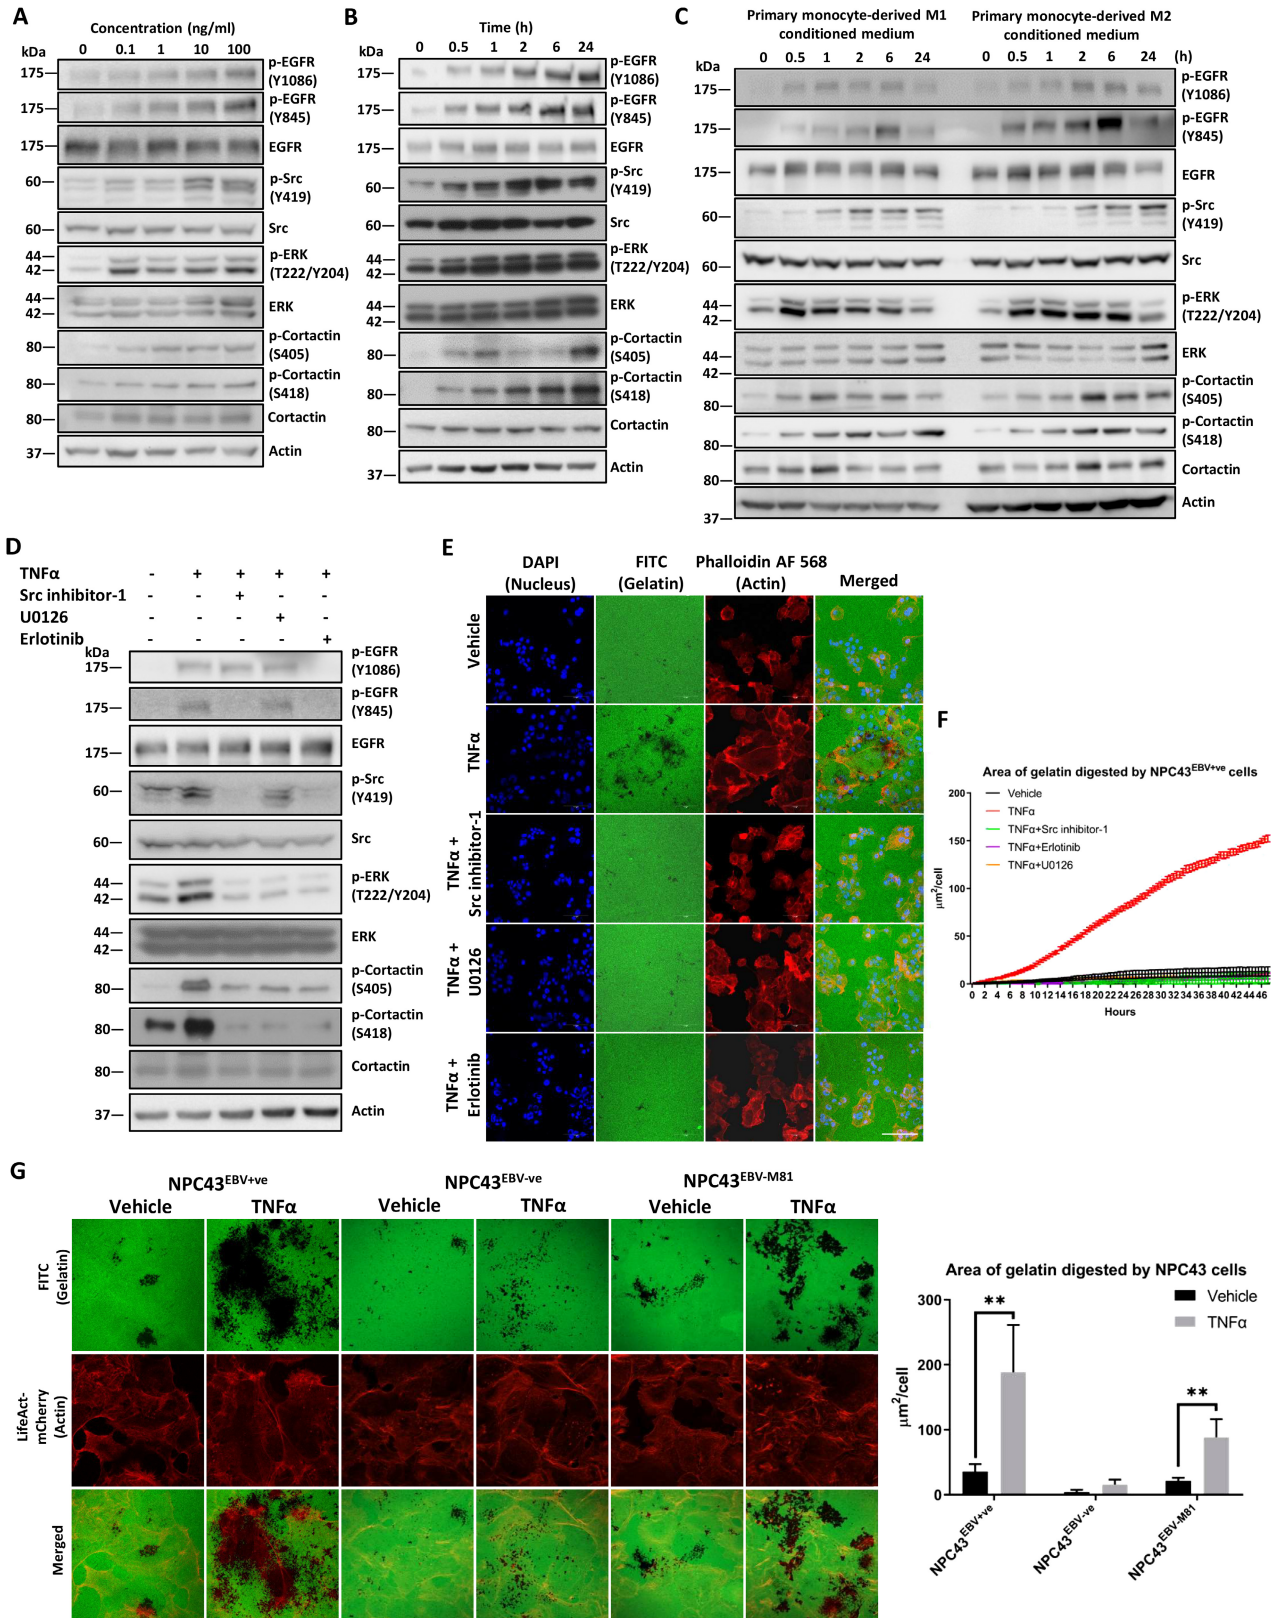 A
Concentration (ng/ml)
kDa 0 0.1 1 10 100
175 p-EGFR (Y1086)
175 p-EGFR (Y845)
175 EGFR
60 p-Src (Y419)
60 Src
44 42 p-ERK (T222/Y204)
44 42 ERK
80 p-Cortactin (S405)
80 p-Cortactin (S418)
80 Cortactin
37 Actin
B
Time (h)
kDa 0 0.5 1 2 6 24
175 p-EGFR (Y1086)
175 p-EGFR (Y845)
175 EGFR
60 p-Src (Y419)
60 Src
44 42 p-ERK (T222/Y204)
44 42 ERK
80 p-Cortactin (S405)
80 p-Cortactin (S418)
80 Cortactin
37 Actin
C
Primary monocyte-derived M1 conditioned medium
Primary monocyte-derived M2 conditioned medium
kDa 0 0.5 1 2 6 24 0 0.5 1 2 6 24 (h)
175 p-EGFR (Y1086)
175 p-EGFR (Y845)
175 EGFR
60 p-Src (Y419)
60 Src
44 42 p-ERK (T222/Y204)
44 42 ERK
80 p-Cortactin (S405)
80 p-Cortactin (S418)
80 Cortactin
37 Actin
D
TNFα - + + + +
Src inhibitor-1 - - + - -
U0126 - - - + -
Erlotinib - - - - +
kDa
175 p-EGFR (Y1086)
175 p-EGFR (Y845)
175 EGFR
60 p-Src (Y419)
60 Src
44 42 p-ERK (T222/Y204)
44 42 ERK
80 p-Cortactin (S405)
80 p-Cortactin (S418)
80 Cortactin
37 Actin
E
DAPI (Nucleus)
FITC (Gelatin)
Phalloidin AF 568 (Actin)
Merged
Vehicle
TNFα
TNFα + Src inhibitor-1
TNFα + U0126
TNFα + Erlotinib
F
Area of gelatin digested by NPC43EBV+ve cells
Vehicle
TNFα
TNFα+Src inhibitor-1
TNFα+Erlotinib
TNFα+U0126
μm2/cell
200
150
100
50
0
0 2 4 6 8 10 12 14 16 18 20 22 24 26 28 30 32 34 36 38 40 42 44 46
Hours
G
NPC43EBV+ve NPC43EBV-ve NPC43EBV-M81
Vehicle TNFα Vehicle TNFα Vehicle TNFα
FITC (Gelatin)
LifeAct-mCherry (Actin)
Merged
Area of gelatin digested by NPC43 cells
Vehicle
TNFα
μm2/cell
300
200
100
0
** **
NPC43EBV+ve
NPC43EBV-ve
NPC43EBV-M81